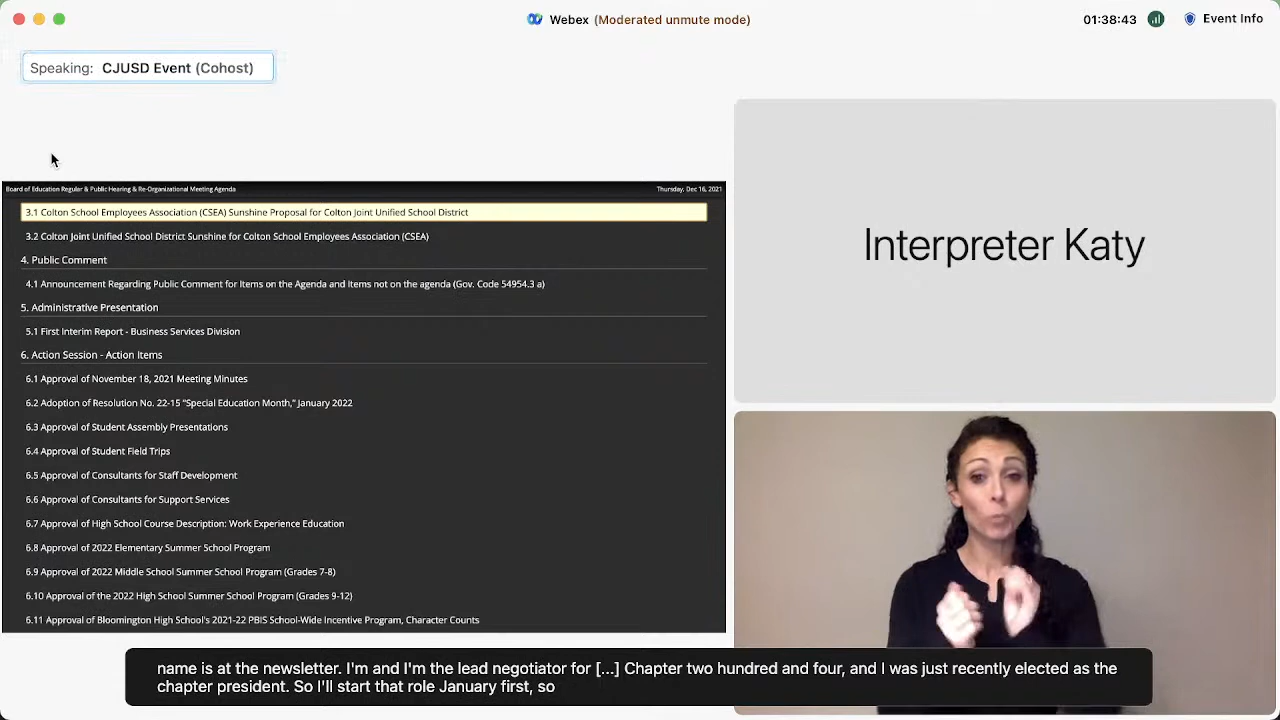 Webex (Moderated unmute mode)
01:38:43
Event Info
Speaking: CJUSD Event (Cohost)
Board of Education Regular & Public Hearing & Re-Organizational Meeting Agenda
Thursday, Dec 16, 2021
3.1 Colton School Employees Association (CSEA) Sunshine Proposal for Colton Joint Unified School District
3.2 Colton Joint Unified School District Sunshine for Colton School Employees Association (CSEA)
4. Public Comment
4.1 Announcement Regarding Public Comment for Items on the Agenda and Items not on the agenda (Gov. Code 54954.3 a)
5. Administrative Presentation
5.1 First Interim Report - Business Services Division
6. Action Session - Action Items
6.1 Approval of November 18, 2021 Meeting Minutes
6.2 Adoption of Resolution No. 22-15 "Special Education Month," January 2022
6.3 Approval of Student Assembly Presentations
6.4 Approval of Student Field Trips
6.5 Approval of Consultants for Staff Development
6.6 Approval of Consultants for Support Services
6.7 Approval of High School Course Description: Work Experience Education
6.8 Approval of 2022 Elementary Summer School Program
6.9 Approval of 2022 Middle School Summer School Program (Grades 7-8)
6.10 Approval of the 2022 High School Summer School Program (Grades 9-12)
6.11 Approval of Bloomington High School's 2021-22 PBIS School-Wide Incentive Program, Character Counts
Interpreter Katy
name is at the newsletter. I'm and I'm the lead negotiator for [...] Chapter two hundred and four, and I was just recently elected as the
chapter president. So I'll start that role January first, so